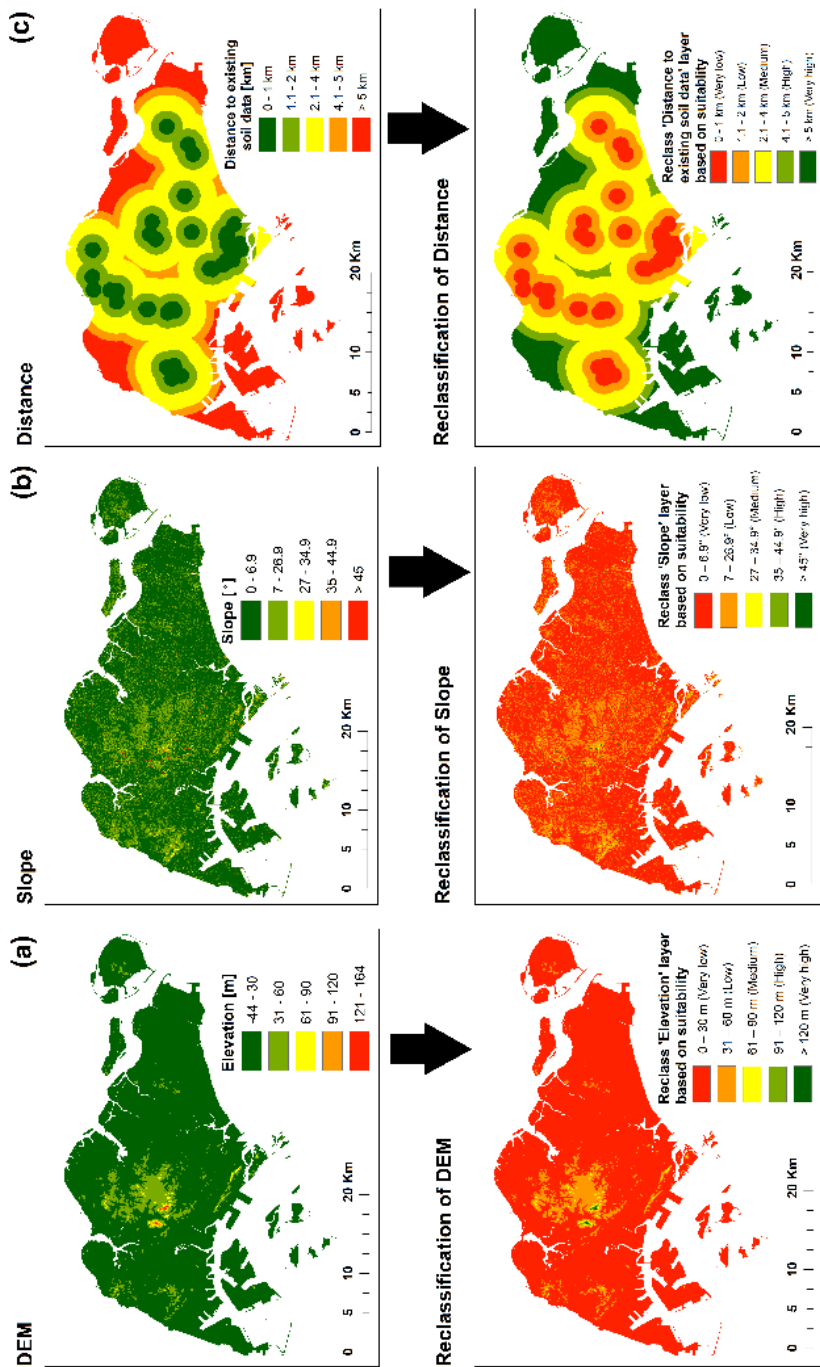 (a)
DEM
Elevation [m]
-44 - 30
31 - 60
61 - 90
91 - 120
121 - 164
0 5 10 20 Km
Reclassification of DEM
Reclass 'Elevation' layer
based on suitability
0 – 30 m (Very low)
31 – 60 m (Low)
61 – 90 m (Medium)
91 – 120 m (High)
> 120 m (Very high)
0 5 10 20 Km
(b)
Slope
Slope [°]
0 - 6.9
7 - 26.9
27 - 34.9
35 - 44.9
> 45
0 5 10 20 Km
Reclassification of Slope
Reclass 'Slope' layer
based on suitability
0 – 6.9° (Very low)
7 – 26.9° (Low)
27 – 34.9° (Medium)
35 – 44.9° (High)
> 45° (Very high)
0 5 10 20 Km
(c)
Distance
Distance to existing
soil data [km]
0 - 1 km
1.1 - 2 km
2.1 - 4 km
4.1 - 5 km
> 5 km
0 5 10 20 Km
Reclassification of Distance
Reclass 'Distance to
existing soil data' layer
based on suitablity
0 - 1 km (Very low)
1.1 - 2 km (Low)
2.1 - 4 km (Medium)
4.1 - 5 km (High)
> 5 km (Very high)
0 5 10 20 Km